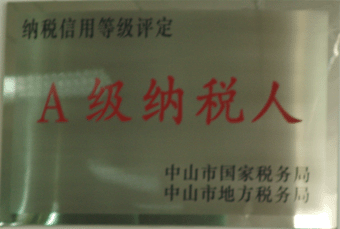 纳税信用等级评定
A级纳税人
中山市国家税务局
中山市地方税务局